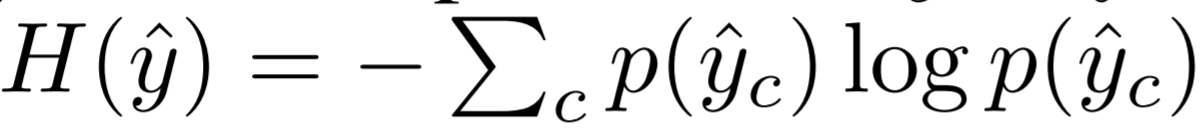 H(ŷ) = − ∑_c p(ŷ_c) log p(ŷ_c)